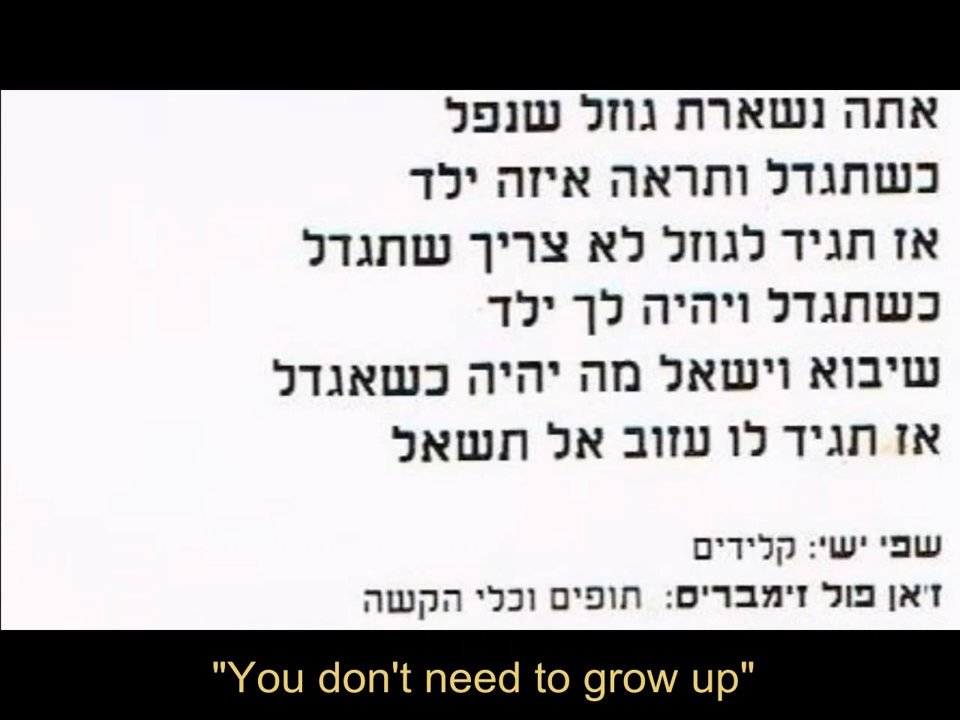 אתה נשארת גוזל שנפל
כשתגדל ותראה איזה ילד
אז תגיד לגוזל לא צריך שתגדל
כשתגדל ויהיה לך ילד
שיבוא וישאל מה יהיה כשאגדל
אז תגיד לו עזוב אל תשאל
שפי ישי: קלידים
ז'אן פול זימבריס: תופים וכלי הקשה
"You don't need to grow up"